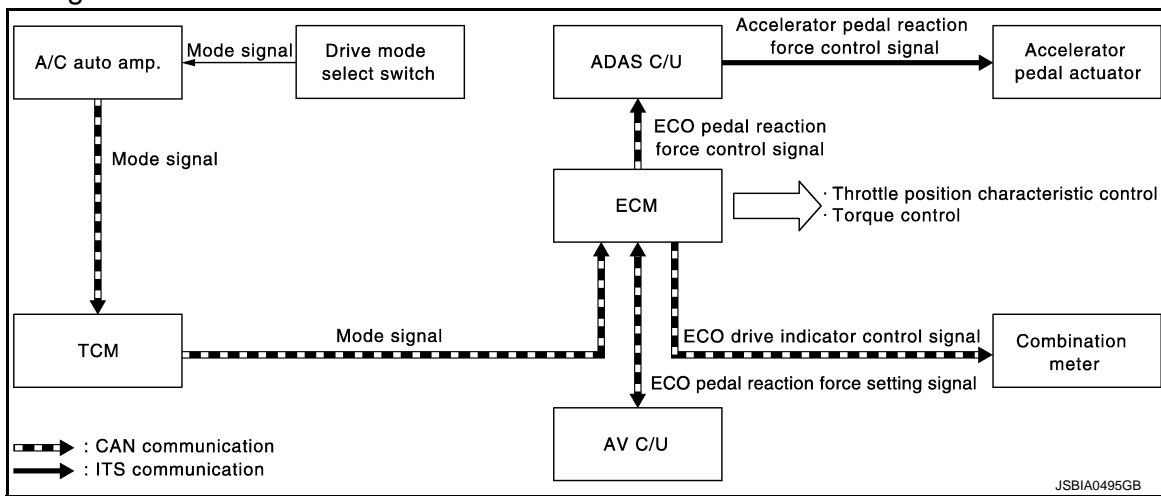 A/C auto amp.
Mode signal
Drive mode
select switch
ADAS C/U
Accelerator pedal reaction
force control signal
Accelerator
pedal actuator
Mode signal
ECO pedal reaction
force control signal
ECM
· Throttle position characteristic control
· Torque control
TCM
Mode signal
ECO drive indicator control signal
Combination
meter
ECO pedal reaction force setting signal
AV C/U
: CAN communication
: ITS communication
JSBIA0495GB